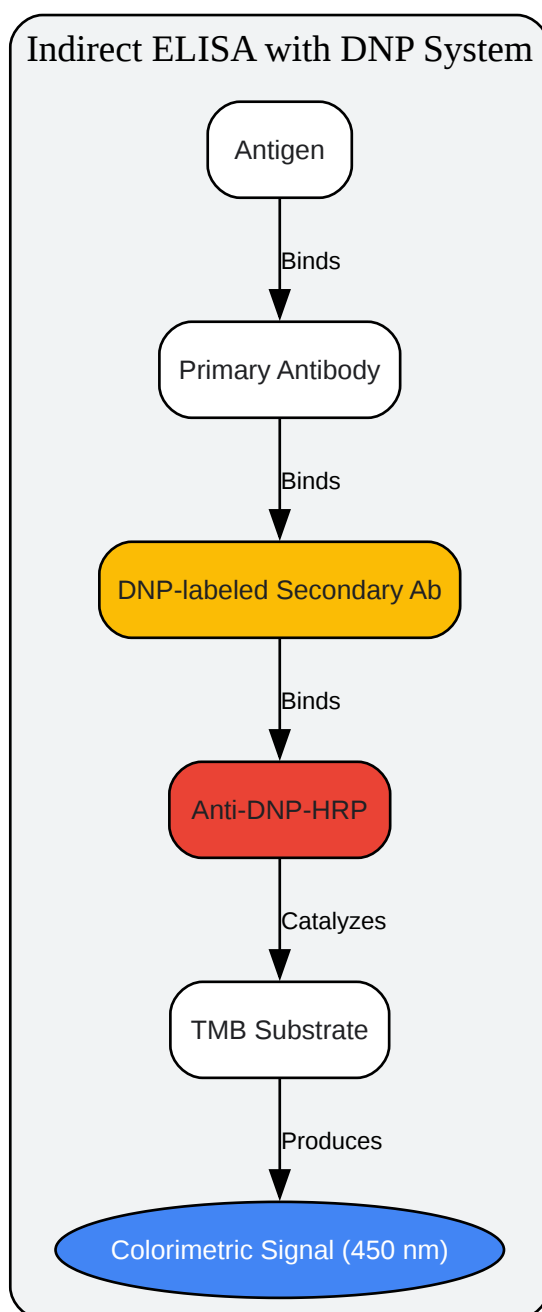 Indirect ELISA with DNP System
Antigen
Binds
Primary Antibody
Binds
DNP-labeled Secondary Ab
Binds
Anti-DNP-HRP
Catalyzes
TMB Substrate
Produces
Colorimetric Signal (450 nm)